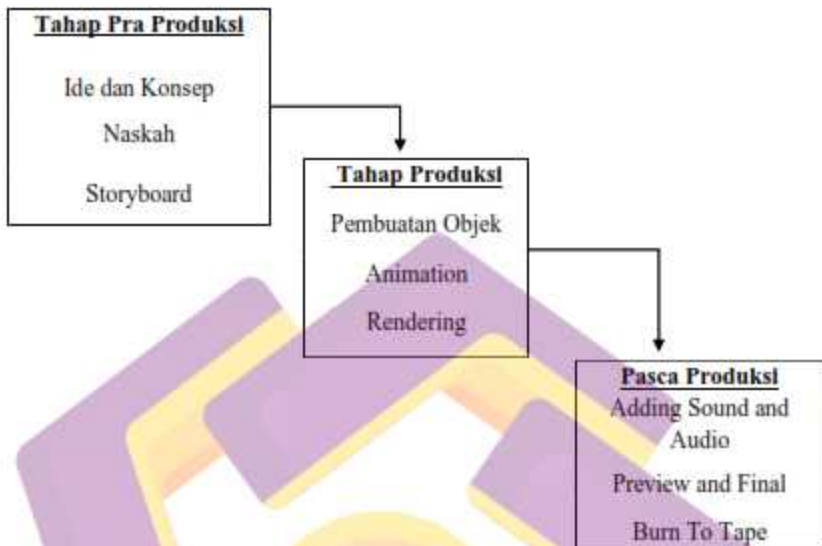 Tahap Pra Produksi
Ide dan Konsep
Naskah
Storyboard
Tahap Produksi
Pembuatan Objek
Animation
Rendering
Pasca Produksi
Adding Sound and
Audio
Preview and Final
Burn To Tape